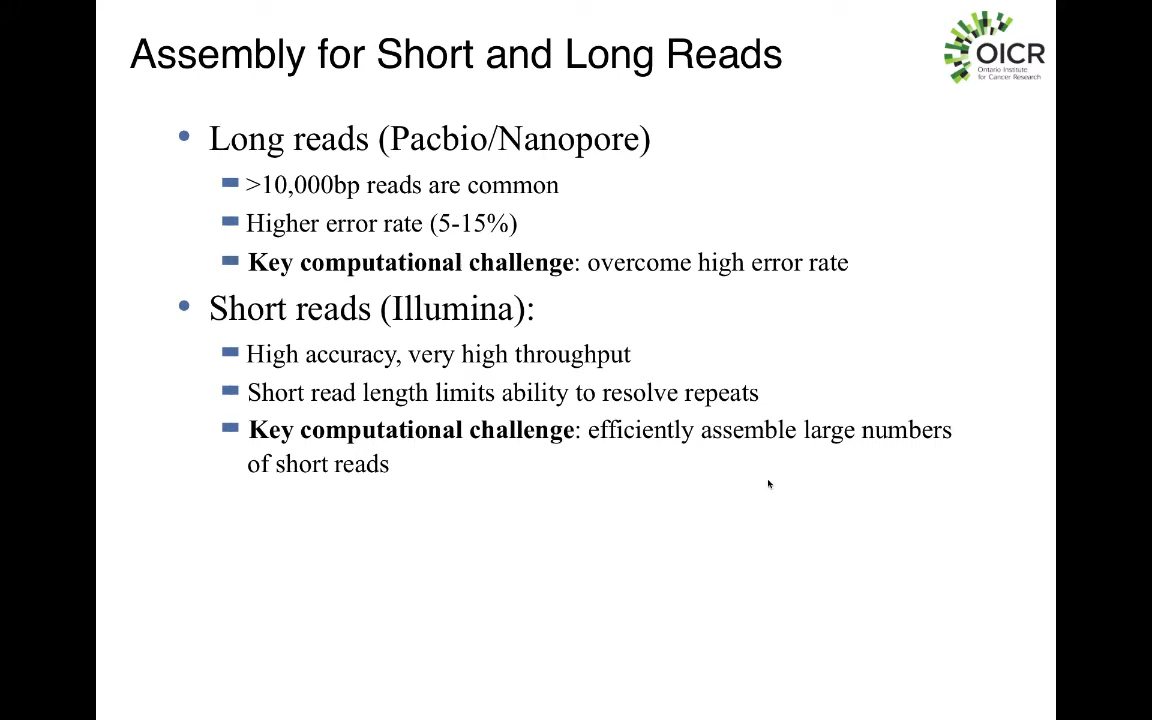 Assembly for Short and Long Reads
OICR
Ontario Institute
for Cancer Research
• Long reads (Pacbio/Nanopore)
>10,000bp reads are common
Higher error rate (5-15%)
Key computational challenge: overcome high error rate
• Short reads (Illumina):
High accuracy, very high throughput
Short read length limits ability to resolve repeats
Key computational challenge: efficiently assemble large numbers
of short reads